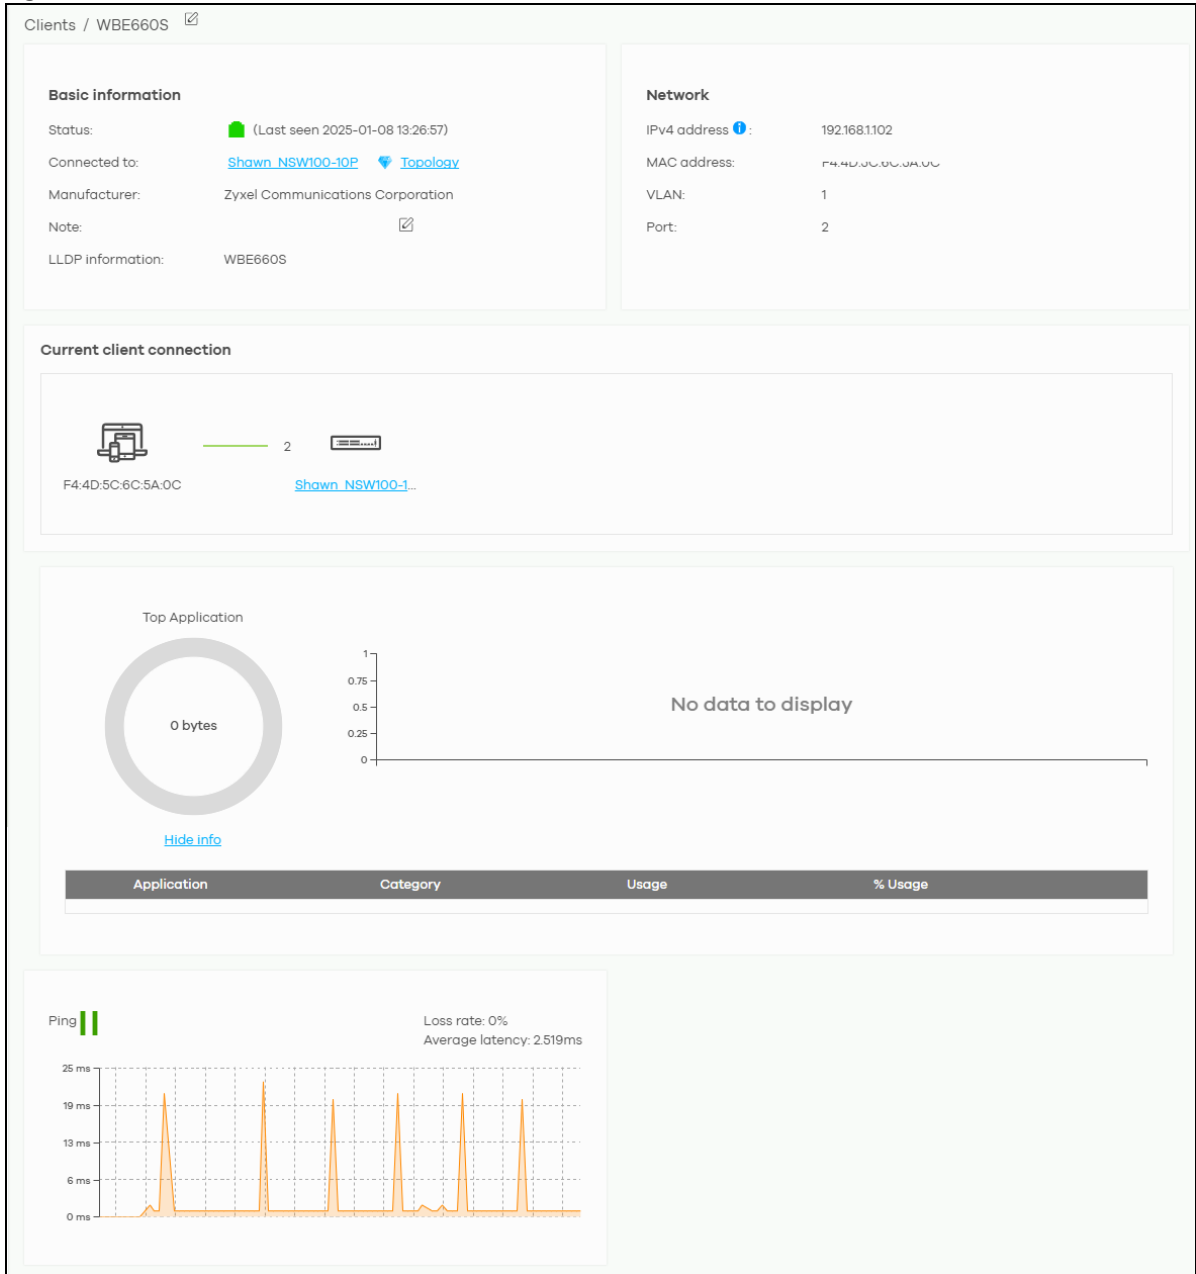 Clients / WBE660S
Basic information
Status: (Last seen 2025-01-08 13:26:57)
Connected to: Shawn_NSW100-10P Topology
Manufacturer: Zyxel Communications Corporation
Note:
LLDP information: WBE660S
Network
IPv4 address i : 192.168.1.102
MAC address:
VLAN: 1
Port: 2
Current client connection
2
F4:4D:5C:6C:5A:0C Shawn_NSW100-1...
Top Application
0 bytes
Hide info
1
0.75
0.5
0.25
0
No data to display
Application Category Usage % Usage
Ping
Loss rate: 0%
Average latency: 2.519ms
25 ms
19 ms
13 ms
6 ms
0 ms